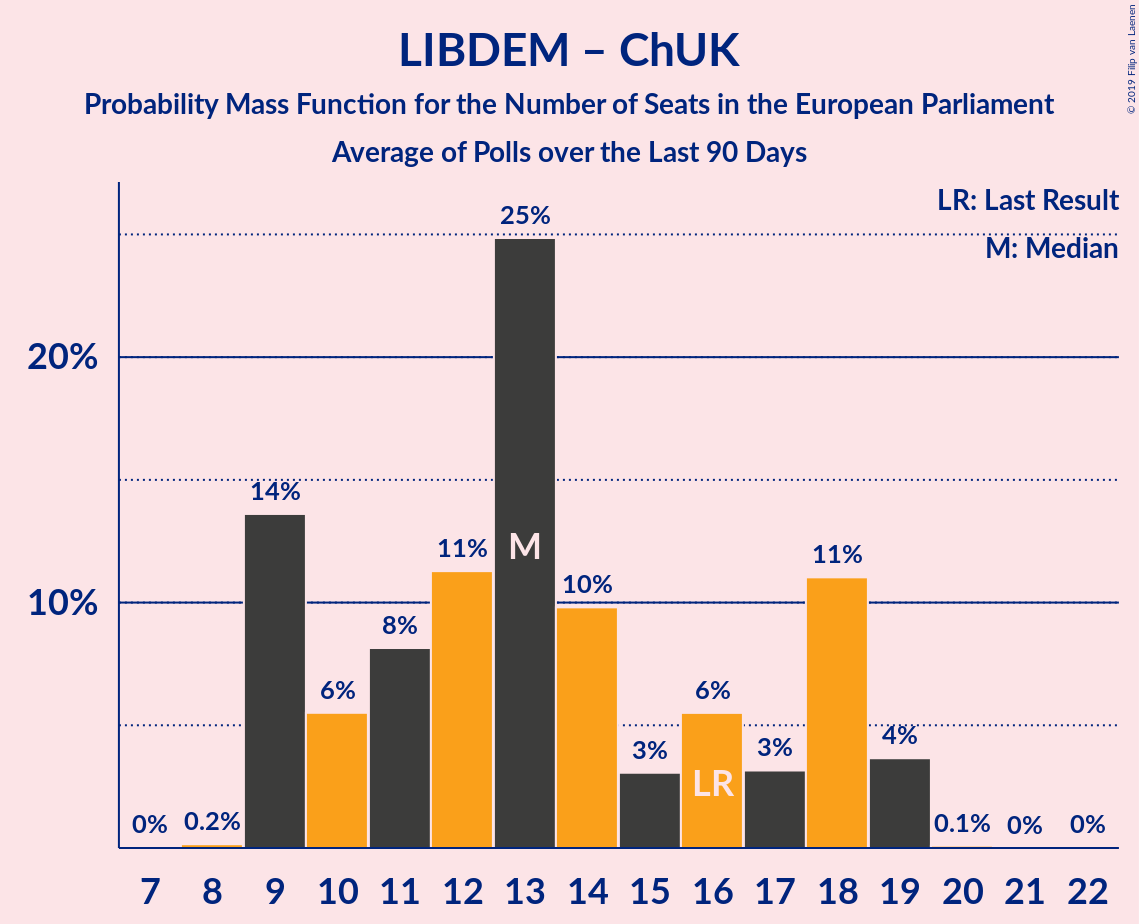 LIBDEM – ChUK
Probability Mass Function for the Number of Seats in the European Parliament
Average of Polls over the Last 90 Days
© 2019 Filip van Laenen
LR: Last Result
M: Median
25%
20%
14%
11%
M
10%
11%
10%
8%
6%
6%
3%
LR
3%
4%
0%
0.2%
0.1%
0%
0%
7 8 9 10 11 12 13 14 15 16 17 18 19 20 21 22